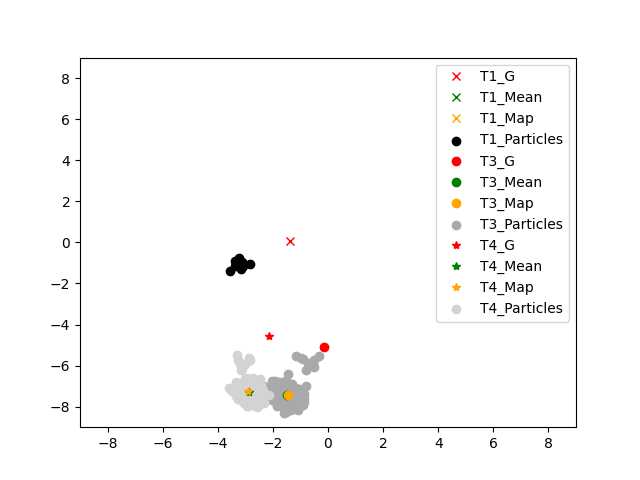 8
6
4
2
0
−2
−4
−6
−8
−8
−6
−4
−2
0
2
4
6
8
T1_G
T1_Mean
T1_Map
T1_Particles
T3_G
T3_Mean
T3_Map
T3_Particles
T4_G
T4_Mean
T4_Map
T4_Particles